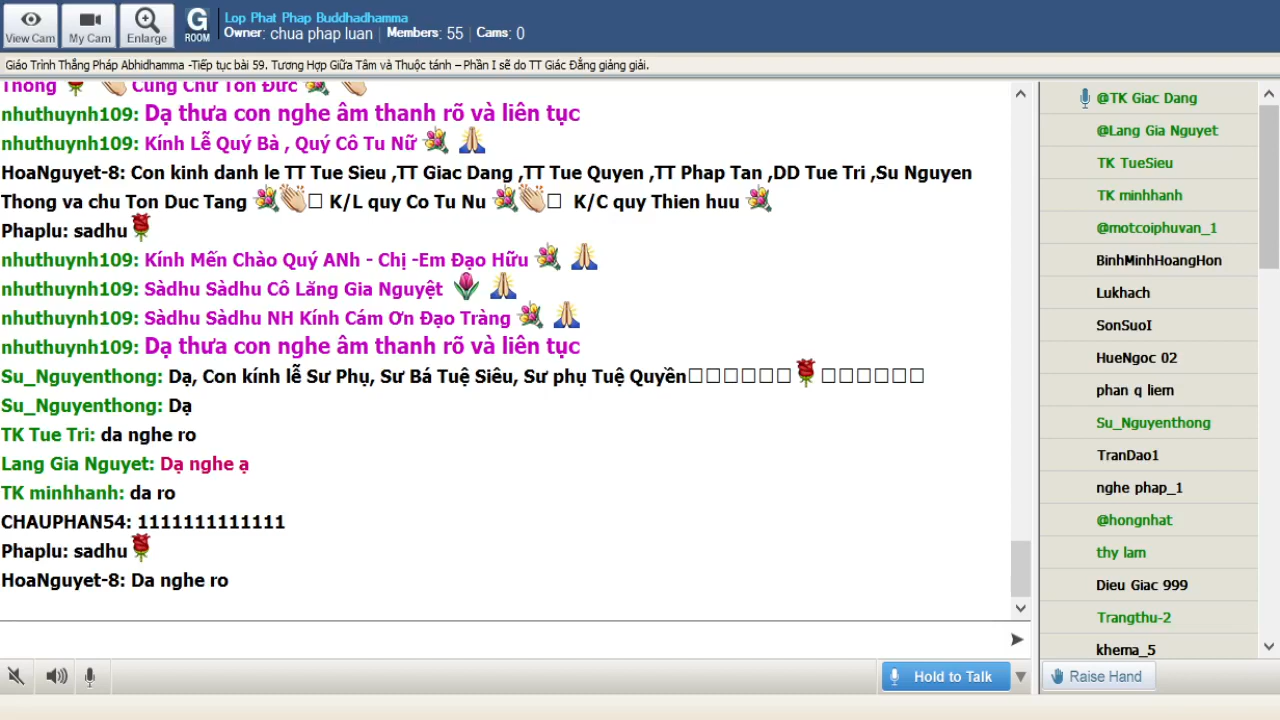 View Cam
My Cam
Enlarge
G
ROOM
Lop Phat Phap Buddhadhamma
Owner: chua phap luan | Members: 55 | Cams: 0
Giáo Trình Thắng Pháp Abhidhamma -Tiếp tục bài 59. Tương Hợp Giữa Tâm và Thuộc tánh – Phần I sẽ do TT Giác Đẳng giảng giải.
Thông 🌹 👏 Cùng Chư Tôn Đức 💐 👏
nhuthuynh109: Dạ thưa con nghe âm thanh rõ và liên tục
nhuthuynh109: Kính Lễ Quý Bà , Quý Cô Tu Nữ 💐 🙏
HoaNguyet-8: Con kinh danh le TT Tue Sieu ,TT Giac Dang ,TT Tue Quyen ,TT Phap Tan ,DD Tue Tri ,Su Nguyen
Thong va chu Ton Duc Tang 💐👏□ K/L quy Co Tu Nu 💐👏□ K/C quy Thien huu 💐
Phaplu: sadhu🌹
nhuthuynh109: Kính Mến Chào Quý ANh - Chị -Em Đạo Hữu 💐 🙏
nhuthuynh109: Sàdhu Sàdhu Cô Lăng Gia Nguyệt 🌷 🙏
nhuthuynh109: Sàdhu Sàdhu NH Kính Cám Ơn Đạo Tràng 💐 🙏
nhuthuynh109: Dạ thưa con nghe âm thanh rõ và liên tục
Su_Nguyenthong: Dạ, Con kính lễ Sư Phụ, Sư Bá Tuệ Siêu, Sư phụ Tuệ Quyền□□□□□□🌹□□□□□□
Su_Nguyenthong: Dạ
TK Tue Tri: da nghe ro
Lang Gia Nguyet: Dạ nghe ạ
TK minhhanh: da ro
CHAUPHAN54: 1111111111111
Phaplu: sadhu🌹
HoaNguyet-8: Da nghe ro
@TK Giac Dang
@Lang Gia Nguyet
TK TueSieu
TK minhhanh
@motcoiphuvan_1
BinhMinhHoangHon
Lukhach
SonSuoI
HueNgoc 02
phan q liem
Su_Nguyenthong
TranDao1
nghe phap_1
@hongnhat
thy lam
Dieu Giac 999
Trangthu-2
khema_5
Hold to Talk
Raise Hand